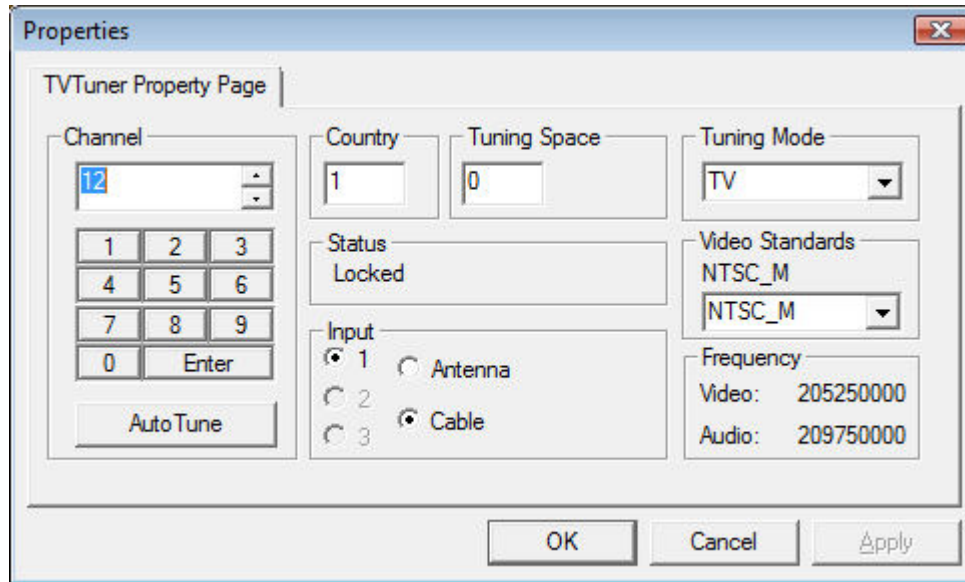 Properties
TVTuner Property Page
Channel
12
1 2 3
4 5 6
7 8 9
0 Enter
AutoTune
Country
1
Tuning Space
0
Status
Locked
Input
1
2
3
Antenna
Cable
Tuning Mode
TV
Video Standards
NTSC_M
NTSC_M
Frequency
Video: 205250000
Audio: 209750000
OK Cancel Apply